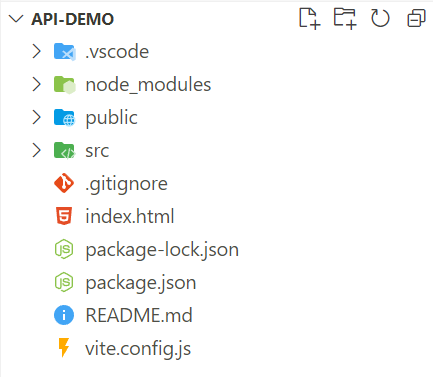 API-DEMO
.vscode
node_modules
public
src
.gitignore
index.html
package-lock.json
package.json
README.md
vite.config.js